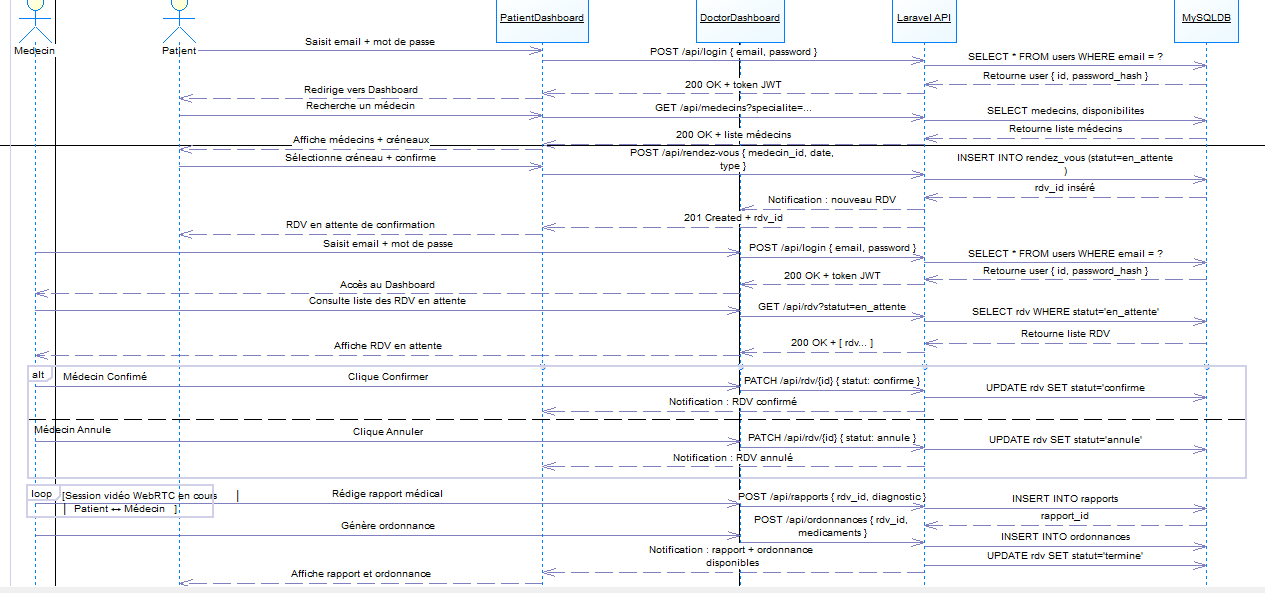 PatientDashboard
DoctorDashboard
Laravel API
MySQLDB
Medecin
Patient
Saisit email + mot de passe
POST /api/login { email, password }
SELECT * FROM users WHERE email = ?
Retourne user { id, password_hash }
200 OK + token JWT
Redirige vers Dashboard
Recherche un médecin
GET /api/medecins?specialite=...
SELECT medecins, disponibilites
Retourne liste médecins
200 OK + liste médecins
Affiche médecins + créneaux
Sélectionne créneau + confirme
POST /api/rendez-vous { medecin_id, date,
type }
INSERT INTO rendez_vous (statut=en_attente
)
rdv_id inséré
Notification : nouveau RDV
201 Created + rdv_id
RDV en attente de confirmation
Saisit email + mot de passe
POST /api/login { email, password }
SELECT * FROM users WHERE email = ?
Retourne user { id, password_hash }
200 OK + token JWT
Accès au Dashboard
Consulte liste des RDV en attente
GET /api/rdv?statut=en_attente
SELECT rdv WHERE statut='en_attente'
Retourne liste RDV
200 OK + [ rdv... ]
Affiche RDV en attente
alt
Médecin Confimé
Clique Confirmer
PATCH /api/rdv/{id} { statut: confirme }
UPDATE rdv SET statut='confirme
Notification : RDV confirmé
Médecin Annule
Clique Annuler
PATCH /api/rdv/{id} { statut: annule }
UPDATE rdv SET statut='annule'
Notification : RDV annulé
loop
[Session vidéo WebRTC en cours |
| Patient ↔ Médecin ]
Rédige rapport médical
POST /api/rapports { rdv_id, diagnostic }
INSERT INTO rapports
rapport_id
Génère ordonnance
POST /api/ordonnances { rdv_id,
medicaments }
INSERT INTO ordonnances
UPDATE rdv SET statut='termine'
Notification : rapport + ordonnance
disponibles
Affiche rapport et ordonnance